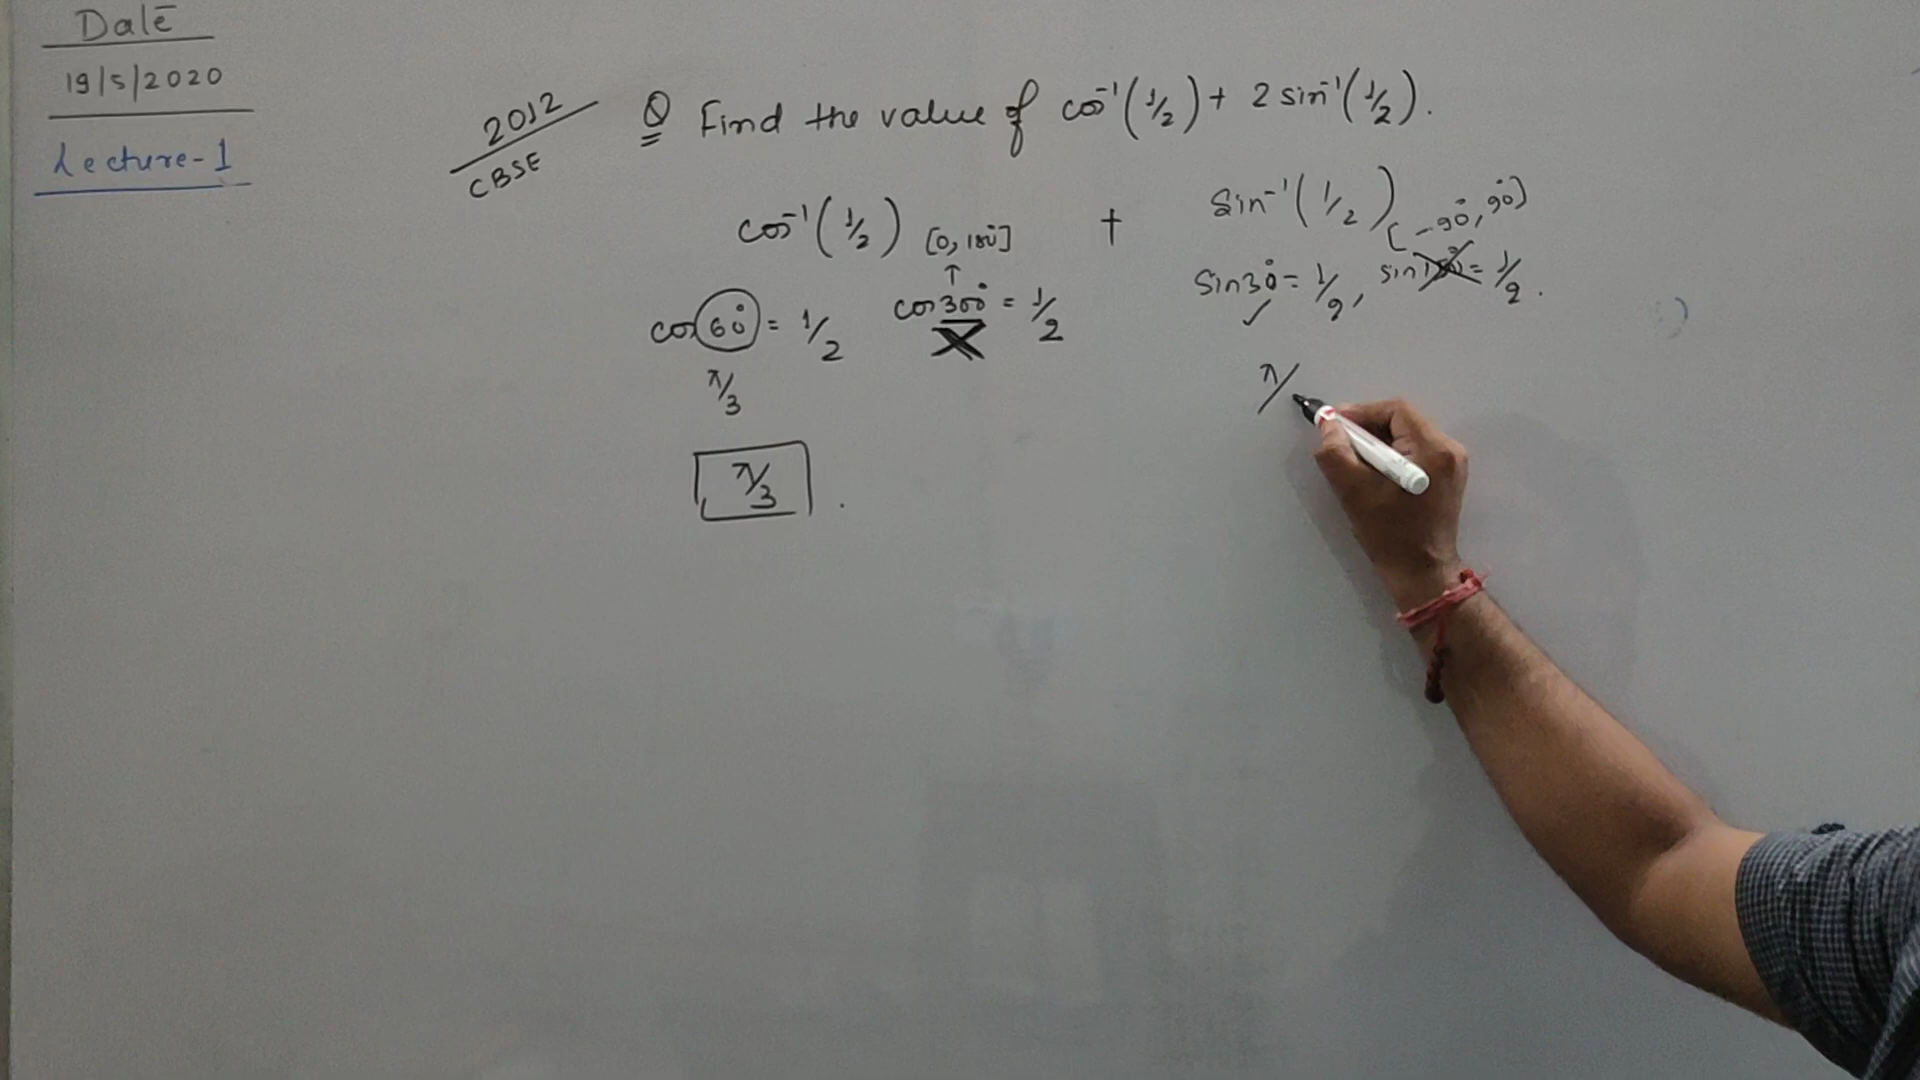 Date
19/5/2020
Lecture-1
2012
CBSE
Q Find the value of cos⁻¹(1/2) + 2 sin⁻¹(1/2).
cos⁻¹(1/2) [0, 180°] + sin⁻¹(1/2) [-90°, 90°]
cos 60° = 1/2 cos 300° = 1/2 sin 30° = 1/2, sin 150° = 1/2.
π/3 π/
π/3 .